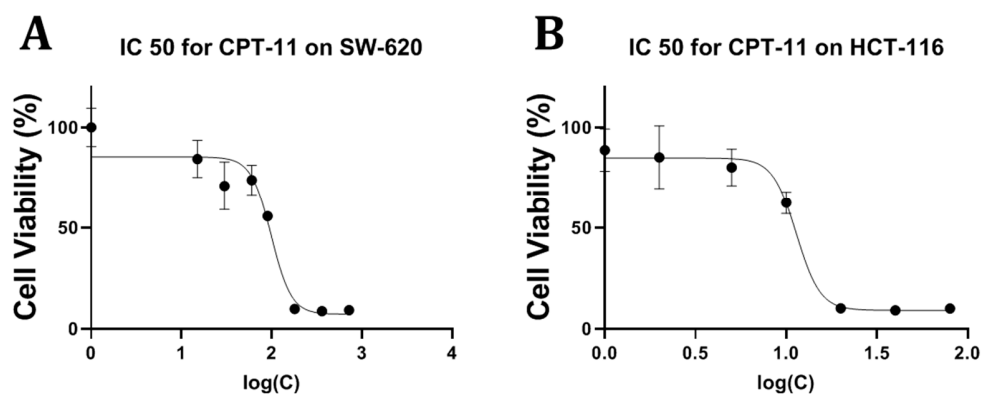 A
IC 50 for CPT-11 on SW-620
Cell Viability (%)
100
50
0
0
1
2
3
4
log(C)
B
IC 50 for CPT-11 on HCT-116
Cell Viability (%)
100
50
0
0.0
0.5
1.0
1.5
2.0
log(C)